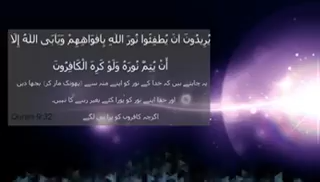 يُرِيدُونَ أَنْ يُطْفِئُوا نُورَ اللَّهِ بِأَفْوَاهِهِمْ وَيَأْبَى اللَّهُ إِلَّا
أَنْ يُتِمَّ نُورَهُ وَلَوْ كَرِهَ الْكَافِرُونَ
یہ چاہتے ہیں کہ خدا کے نور کو اپنے منہ سے (پھونک مار کر) بجھا دیں
اور خدا اپنے نور کو پورا کئے بغیر رہنے کا نہیں۔
اگرچہ کافروں کو برا ہی لگے
Quran 9:32